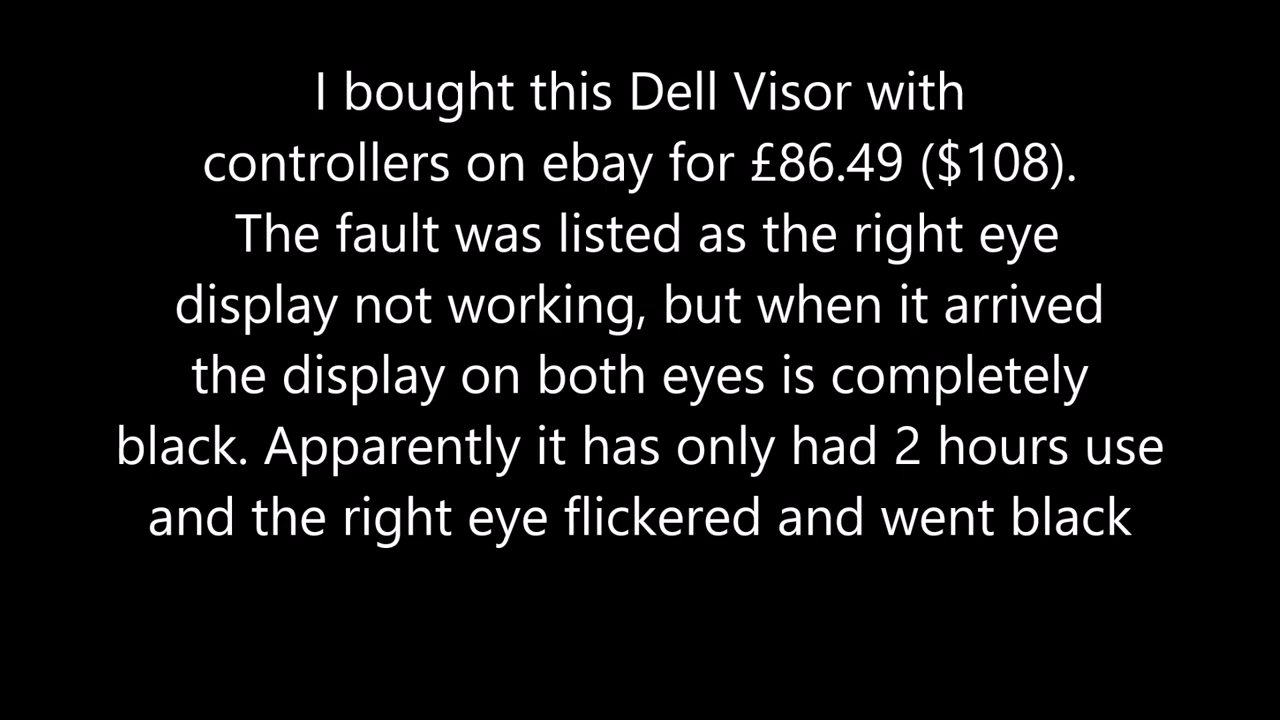 I bought this Dell Visor with
controllers on ebay for £86.49 ($108).
The fault was listed as the right eye
display not working, but when it arrived
the display on both eyes is completely
black. Apparently it has only had 2 hours use
and the right eye flickered and went black